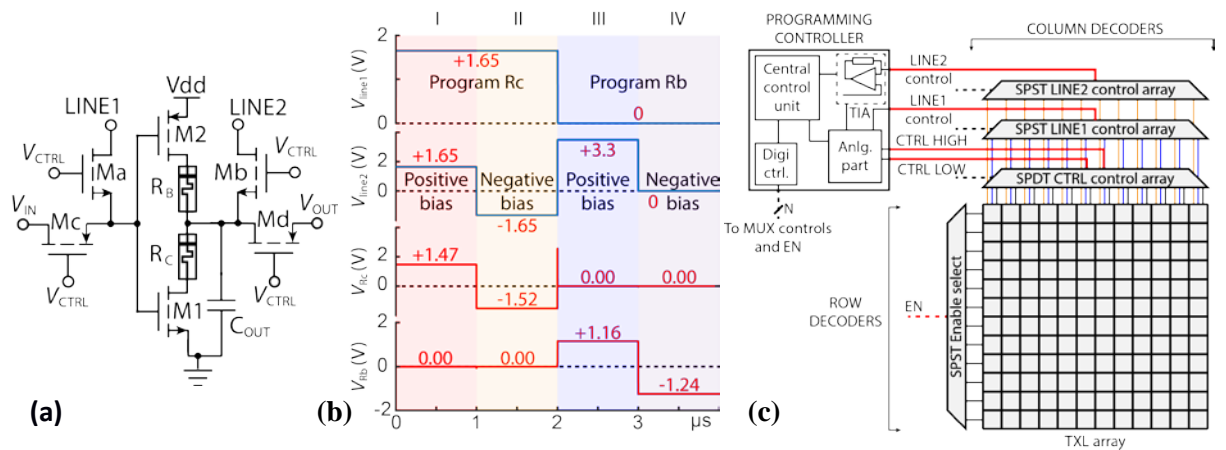 Vdd
LINE1
LINE2
M2
VCTRL
VCTRL
Ma
Mb
RB
VIN
Mc
Md
VOUT
RC
VCTRL
M1
VCTRL
COUT
(a)
I II III IV
Vline1 (V)
2
+1.65
Program Rc
Program Rb
0
0
Vline2 (V)
2
+1.65
+3.3
Positive bias
Negative bias
Positive bias
Negative bias
0
0
-1.65
VRc (V)
2
+1.47
0
0.00
0.00
-1.52
VRb (V)
+1.16
0.00
0.00
0
-1.24
-2
0 1 2 3 µs
(b)
PROGRAMMING CONTROLLER
COLUMN DECODERS
Central control unit
TIA
LINE2 control
SPST LINE2 control array
LINE1 control
SPST LINE1 control array
Digi ctrl.
Anlg. part
CTRL HIGH
CTRL LOW
SPDT CTRL control array
N
To MUX controls and EN
ROW DECODERS
EN
SPST Enable select
TXL array
(c)